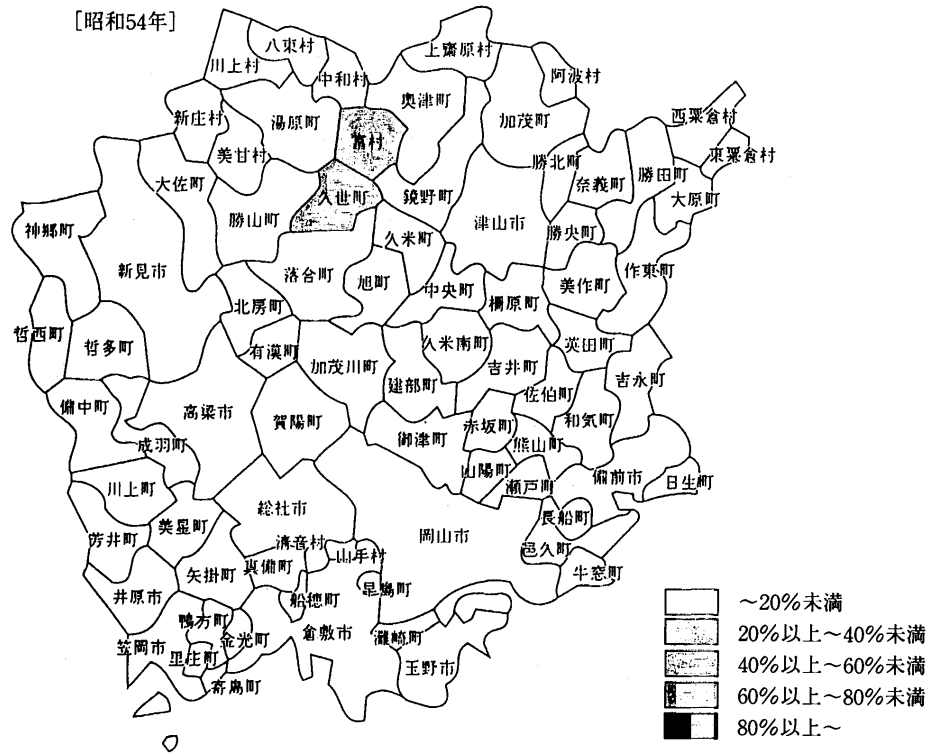 [昭和54年]
八束村
上齋原村
川上村
中和村
阿波村
奥津町
西粟倉村
新庄村
湯原町
加茂町
富村
東粟倉村
美甘村
勝北町
大佐町
奈義町
勝田町
久世町
鏡野町
大原町
勝山町
津山市
神郷町
久米町
勝央町
新見市
落合町
旭町
作東町
中央町
美作町
北房町
柵原町
哲西町
哲多町
有漢町
加茂川町
久米南町
英田町
建部町
吉井町
吉永町
備中町
佐伯町
高梁市
賀陽町
赤坂町
和気町
御津町
熊山町
成羽町
山陽町
備前市
川上町
瀬戸町
日生町
総社市
美星町
岡山市
長船町
芳井町
清音村
邑久町
山手村
矢掛町
真備町
牛窓町
井原市
船穂町
早島町
鴨方町
笠岡市
金光町
倉敷市
灘崎町
里庄町
玉野市
寄島町
～20%未満
20%以上～40%未満
40%以上～60%未満
60%以上～80%未満
80%以上～